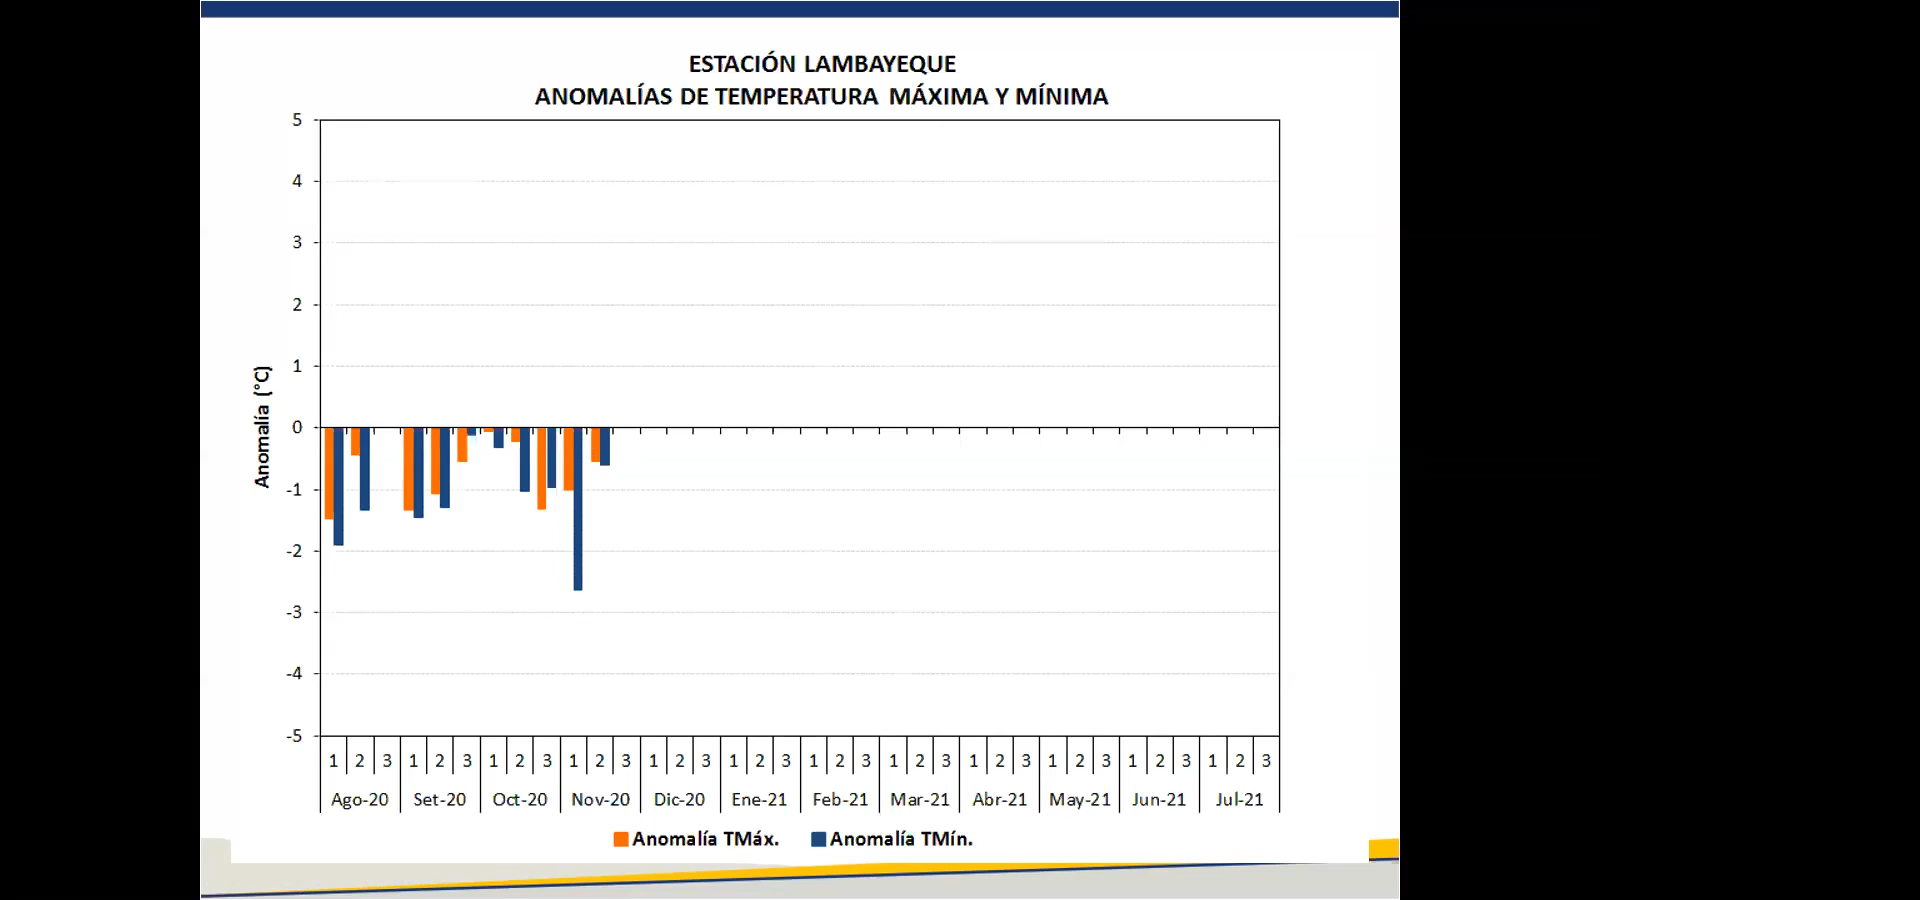 ESTACIÓN LAMBAYEQUE
ANOMALÍAS DE TEMPERATURA MÁXIMA Y MÍNIMA
5
4
3
2
1
0
-1
-2
-3
-4
-5
Anomalía (°C)
1 2 3 1 2 3 1 2 3 1 2 3 1 2 3 1 2 3 1 2 3 1 2 3 1 2 3 1 2 3 1 2 3 1 2 3
Ago-20 Set-20 Oct-20 Nov-20 Dic-20 Ene-21 Feb-21 Mar-21 Abr-21 May-21 Jun-21 Jul-21
Anomalía TMáx. Anomalía TMín.